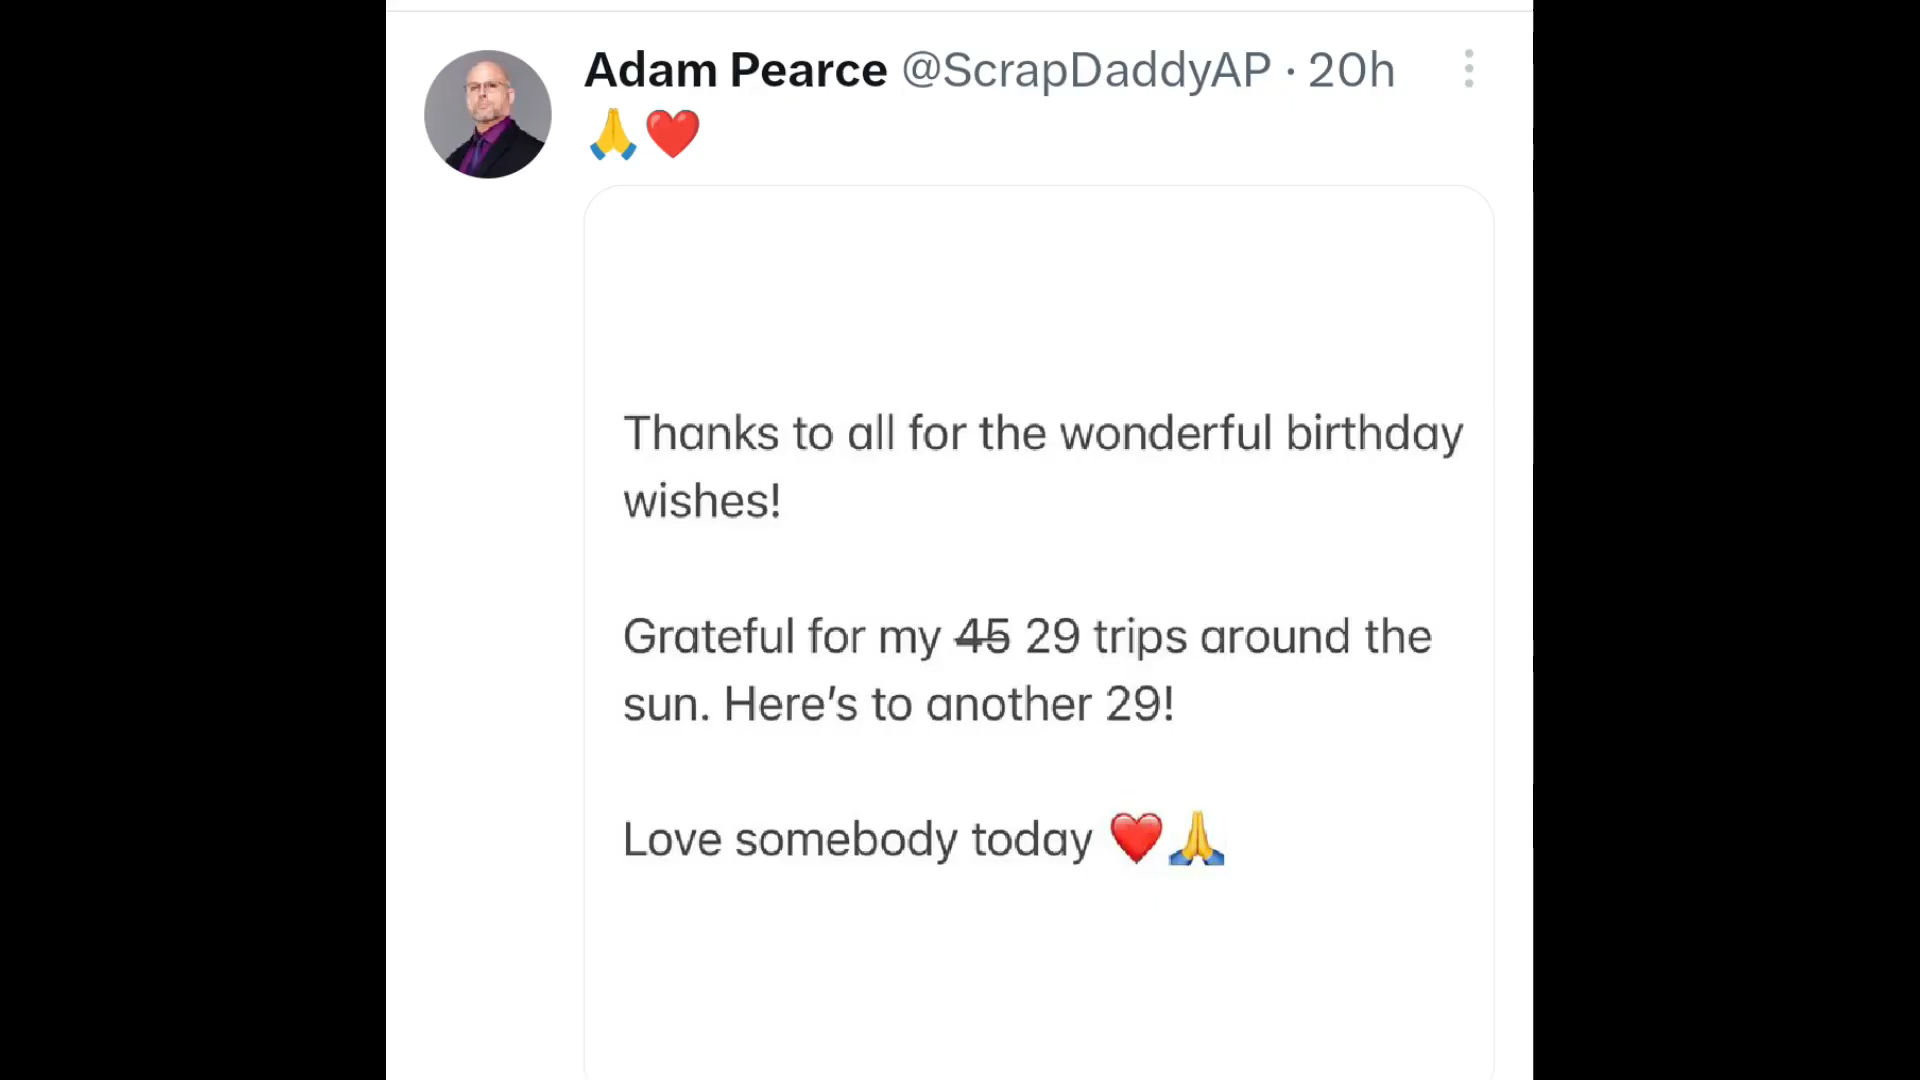 Adam Pearce @ScrapDaddyAP · 20h
🙏❤️
Thanks to all for the wonderful birthday
wishes!
Grateful for my ~~45~~ 29 trips around the
sun. Here’s to another 29!
Love somebody today ❤️🙏